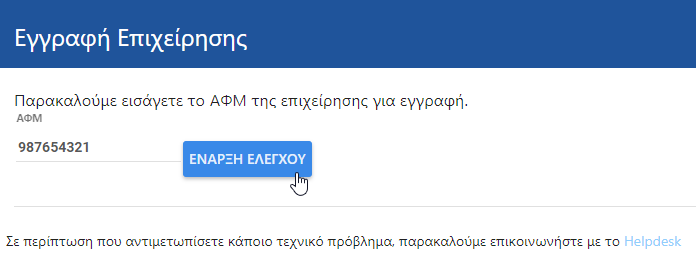 Εγγραφή Επιχείρησης
Παρακαλούμε εισάγετε το ΑΦΜ της επιχείρησης για εγγραφή.
ΑΦΜ
987654321
ΕΝΑΡΞΗ ΕΛΕΓΧΟΥ
Σε περίπτωση που αντιμετωπίσετε κάποιο τεχνικό πρόβλημα, παρακαλούμε επικοινωνήστε με το Helpdesk